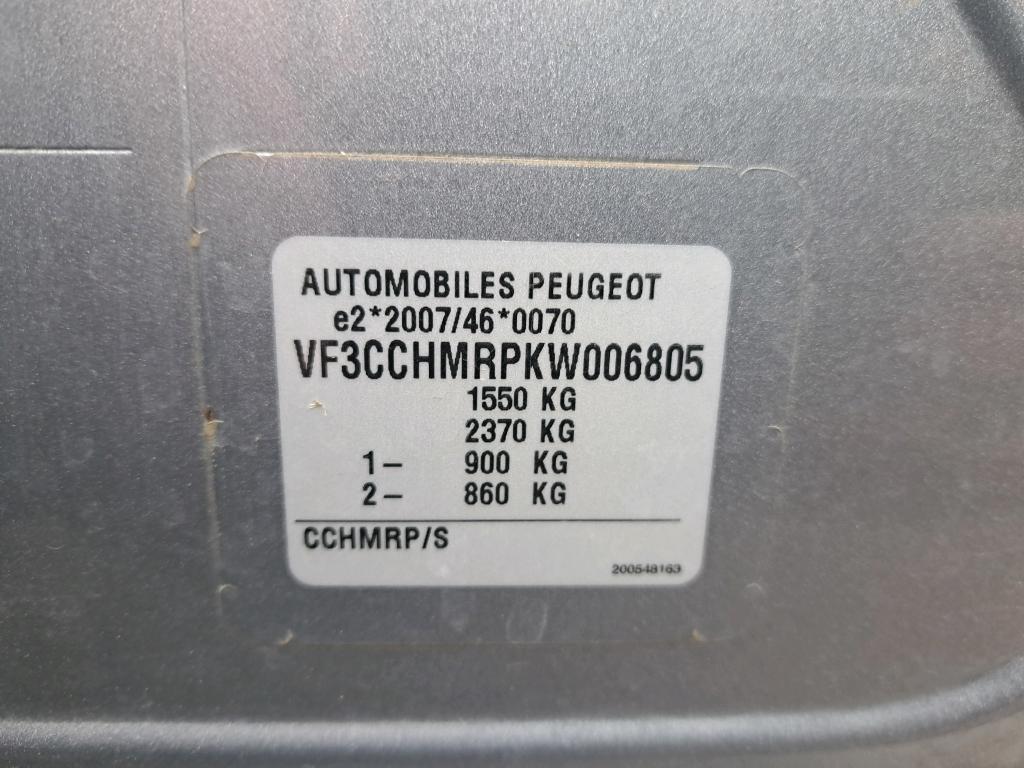 AUTOMOBILES PEUGEOT
e2*2007/46*0070
VF3CCHMRPKW006805
1550 KG
2370 KG
1- 900 KG
2- 860 KG
CCHMRP/S
200548163